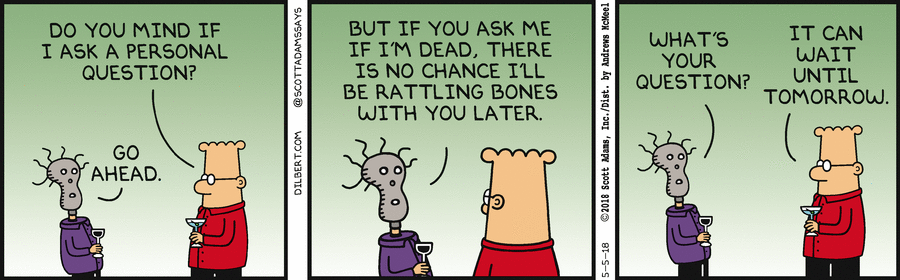 DO YOU MIND IF
I ASK A PERSONAL
QUESTION?
GO
AHEAD.
DILBERT.COM @SCOTTADAMSSAYS
BUT IF YOU ASK ME
IF I'M DEAD, THERE
IS NO CHANCE I'LL
BE RATTLING BONES
WITH YOU LATER.
5-5-18 ©2018 Scott Adams, Inc./Dist. by Andrews McMeel
WHAT'S
YOUR
QUESTION?
IT CAN
WAIT
UNTIL
TOMORROW.